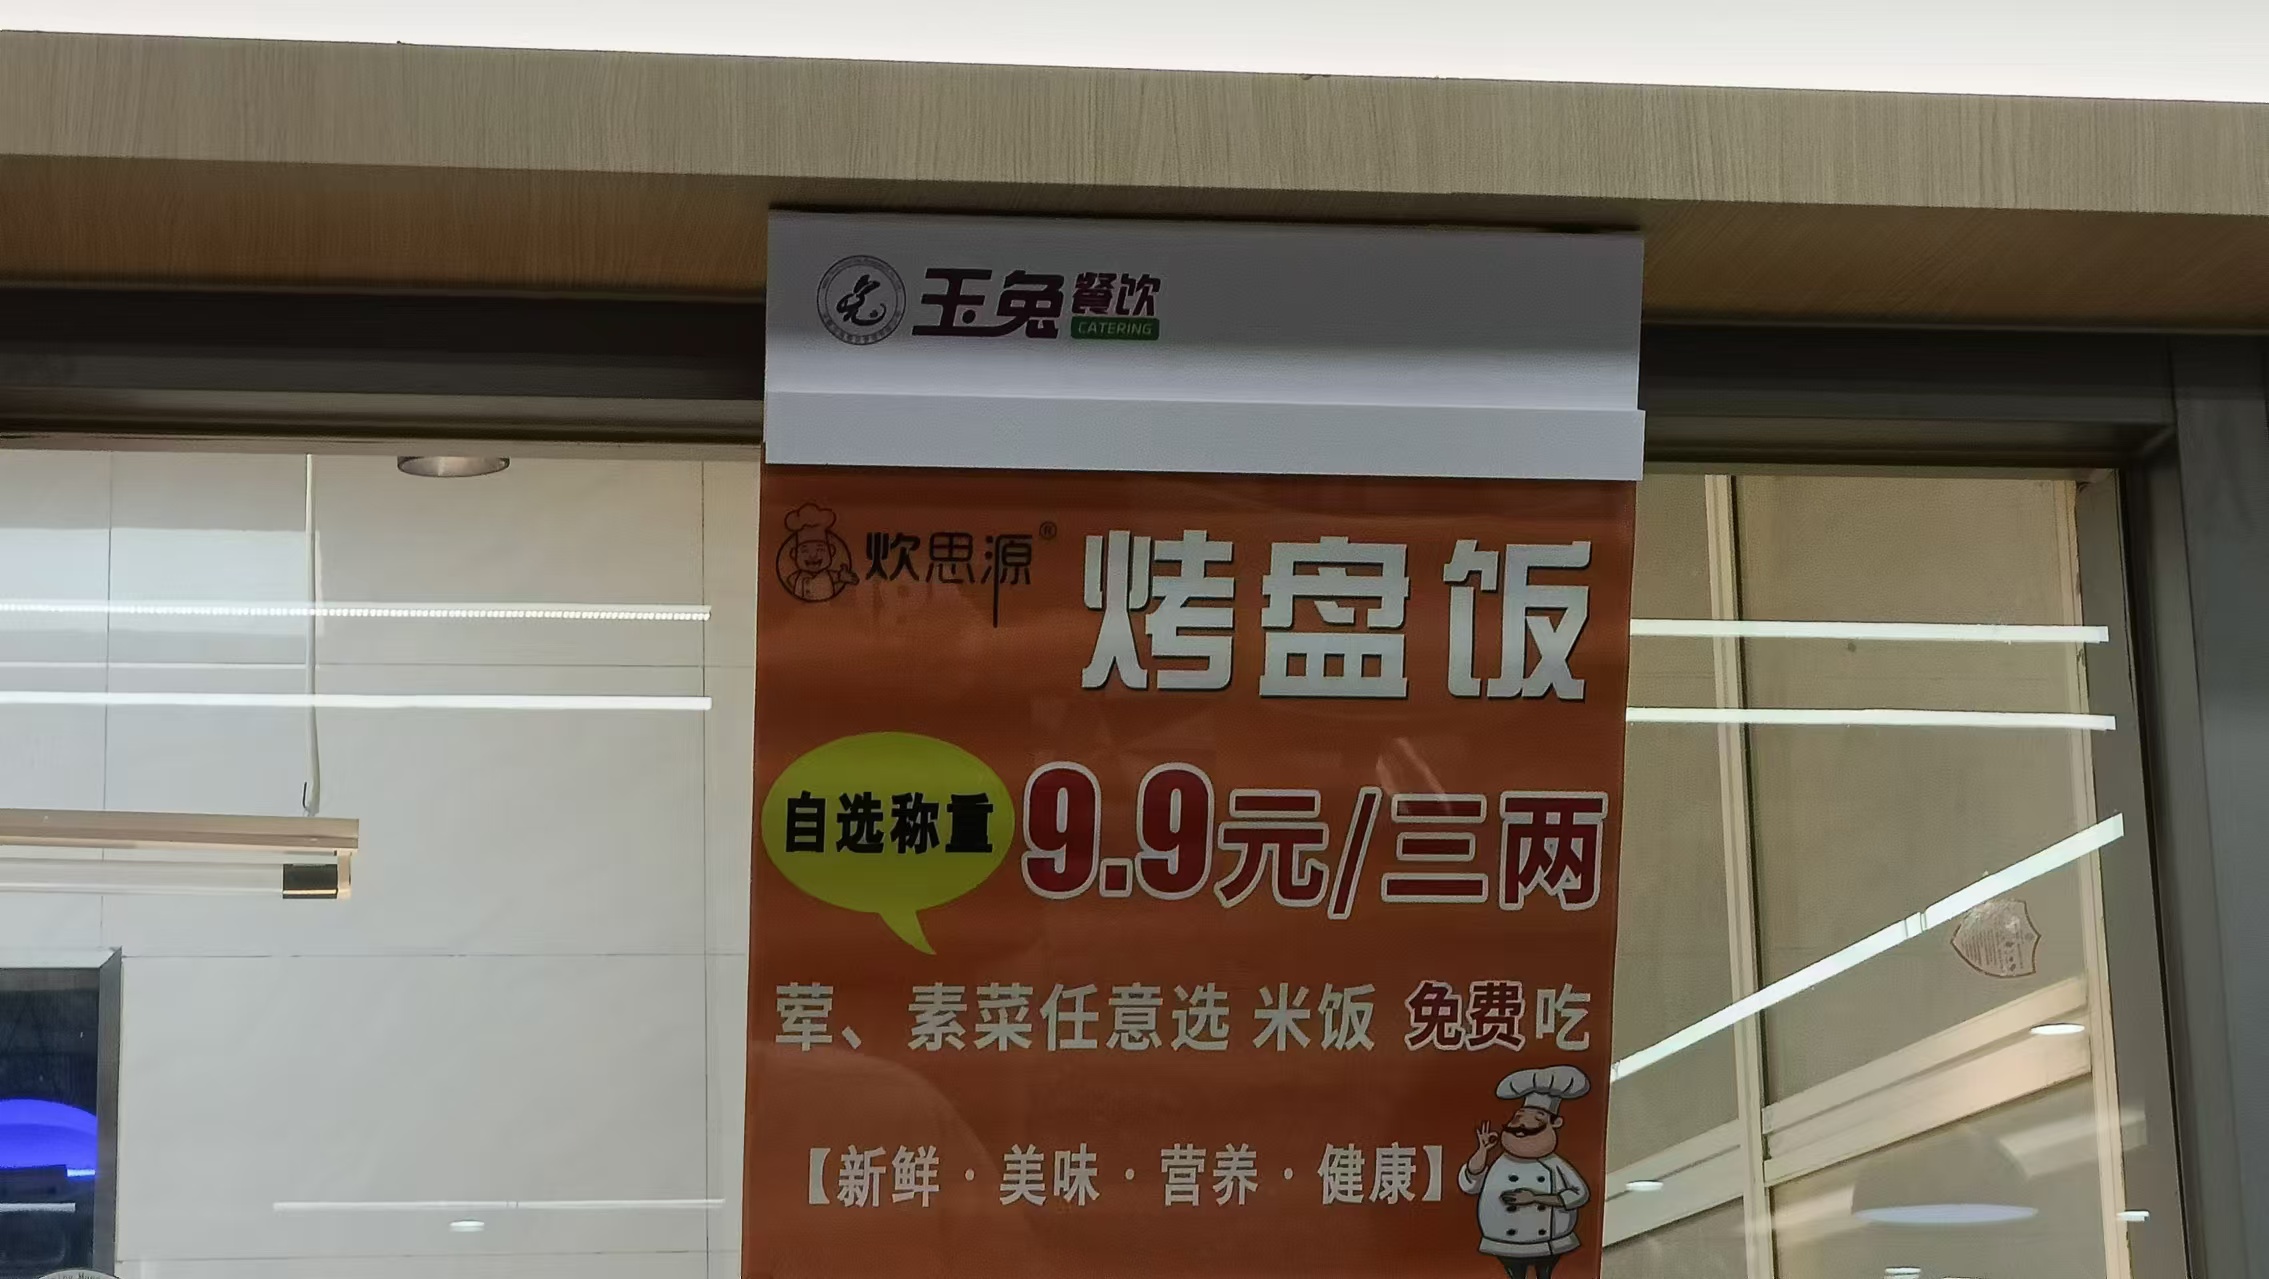 玉兔餐饮
CATERING
炊思源®
烤盘饭
自选称重
9.9元/三两
荤、素菜任意选 米饭 免费吃
【新鲜·美味·营养·健康】